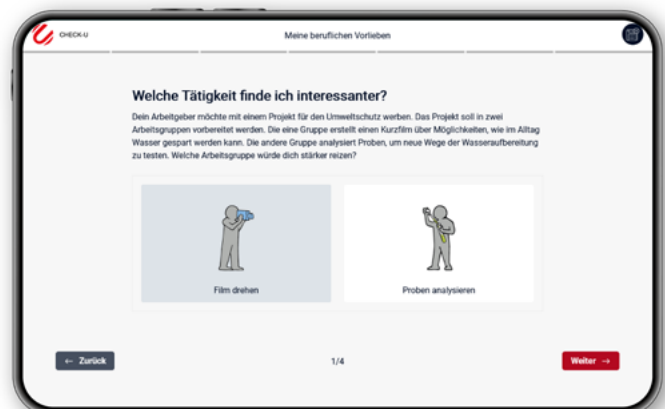 CHECK-U
Meine beruflichen Vorlieben
Welche Tätigkeit finde ich interessanter?
Dein Arbeitgeber möchte mit einem Projekt für den Umweltschutz werben. Das Projekt soll in zwei
Arbeitsgruppen vorbereitet werden. Die eine Gruppe erstellt einen Kurzfilm über Möglichkeiten, wie im Alltag
Wasser gespart werden kann. Die andere Gruppe analysiert Proben, um neue Wege der Wasseraufbereitung
zu testen. Welche Arbeitsgruppe würde dich stärker reizen?
Film drehen
Proben analysieren
← Zurück
1/4
Weiter →